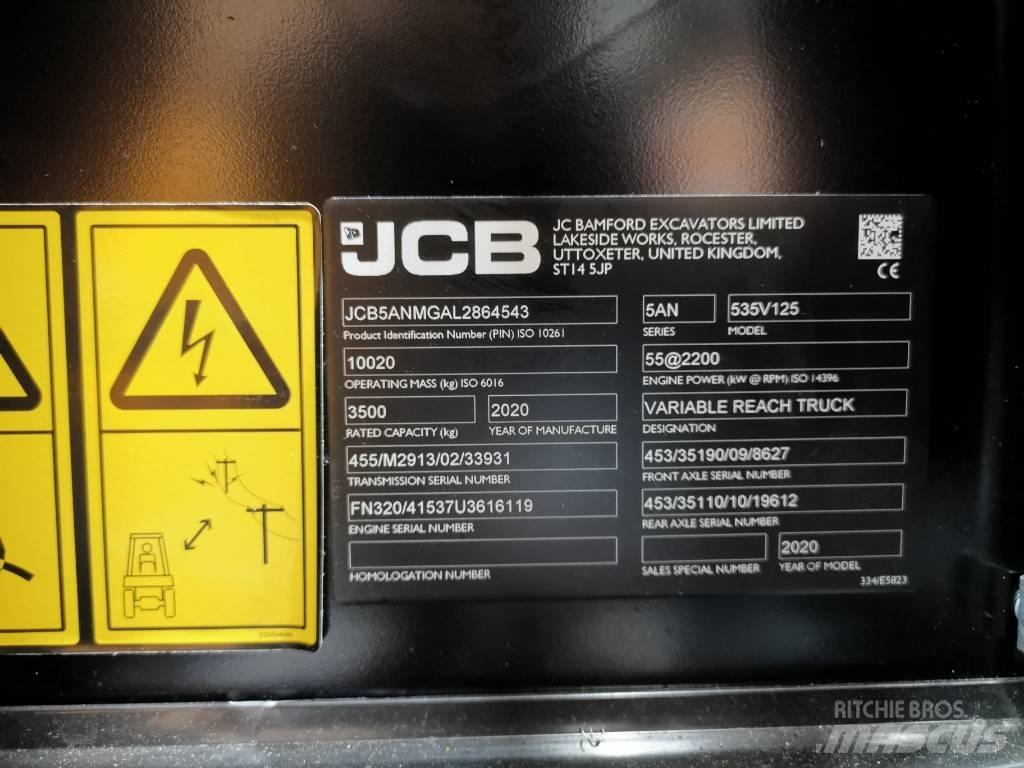 JCB
JC BAMFORD EXCAVATORS LIMITED
LAKESIDE WORKS, ROCESTER,
UTTOXETER, UNITED KINGDOM,
ST14 5JP
CE
JCB5ANMGAL2864543
Product Identification Number (PIN) ISO 10261
5AN
SERIES
535V125
MODEL
10020
OPERATING MASS (kg) ISO 6016
55@2200
ENGINE POWER (kW @ RPM) ISO 14396
3500
RATED CAPACITY (kg)
2020
YEAR OF MANUFACTURE
VARIABLE REACH TRUCK
DESIGNATION
455/M2913/02/33931
TRANSMISSION SERIAL NUMBER
453/35190/09/8627
FRONT AXLE SERIAL NUMBER
FN320/41537U3616119
ENGINE SERIAL NUMBER
453/35110/10/19612
REAR AXLE SERIAL NUMBER
HOMOLOGATION NUMBER
SALES SPECIAL NUMBER
2020
YEAR OF MODEL
334/E5823
RITCHIE BROS.
MASCUS